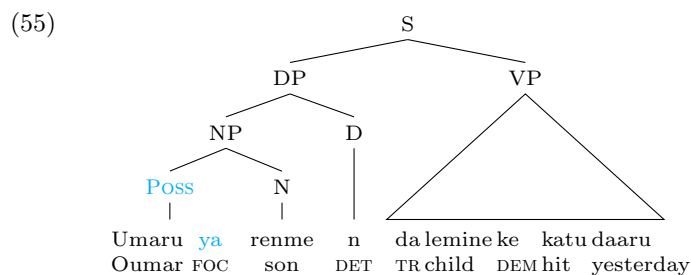 (55)
S
DP VP
NP D
POSS N
Umaru ya renme n da lemine ke katu daaru
Oumar FOC son DET TR child DEM hit yesterday